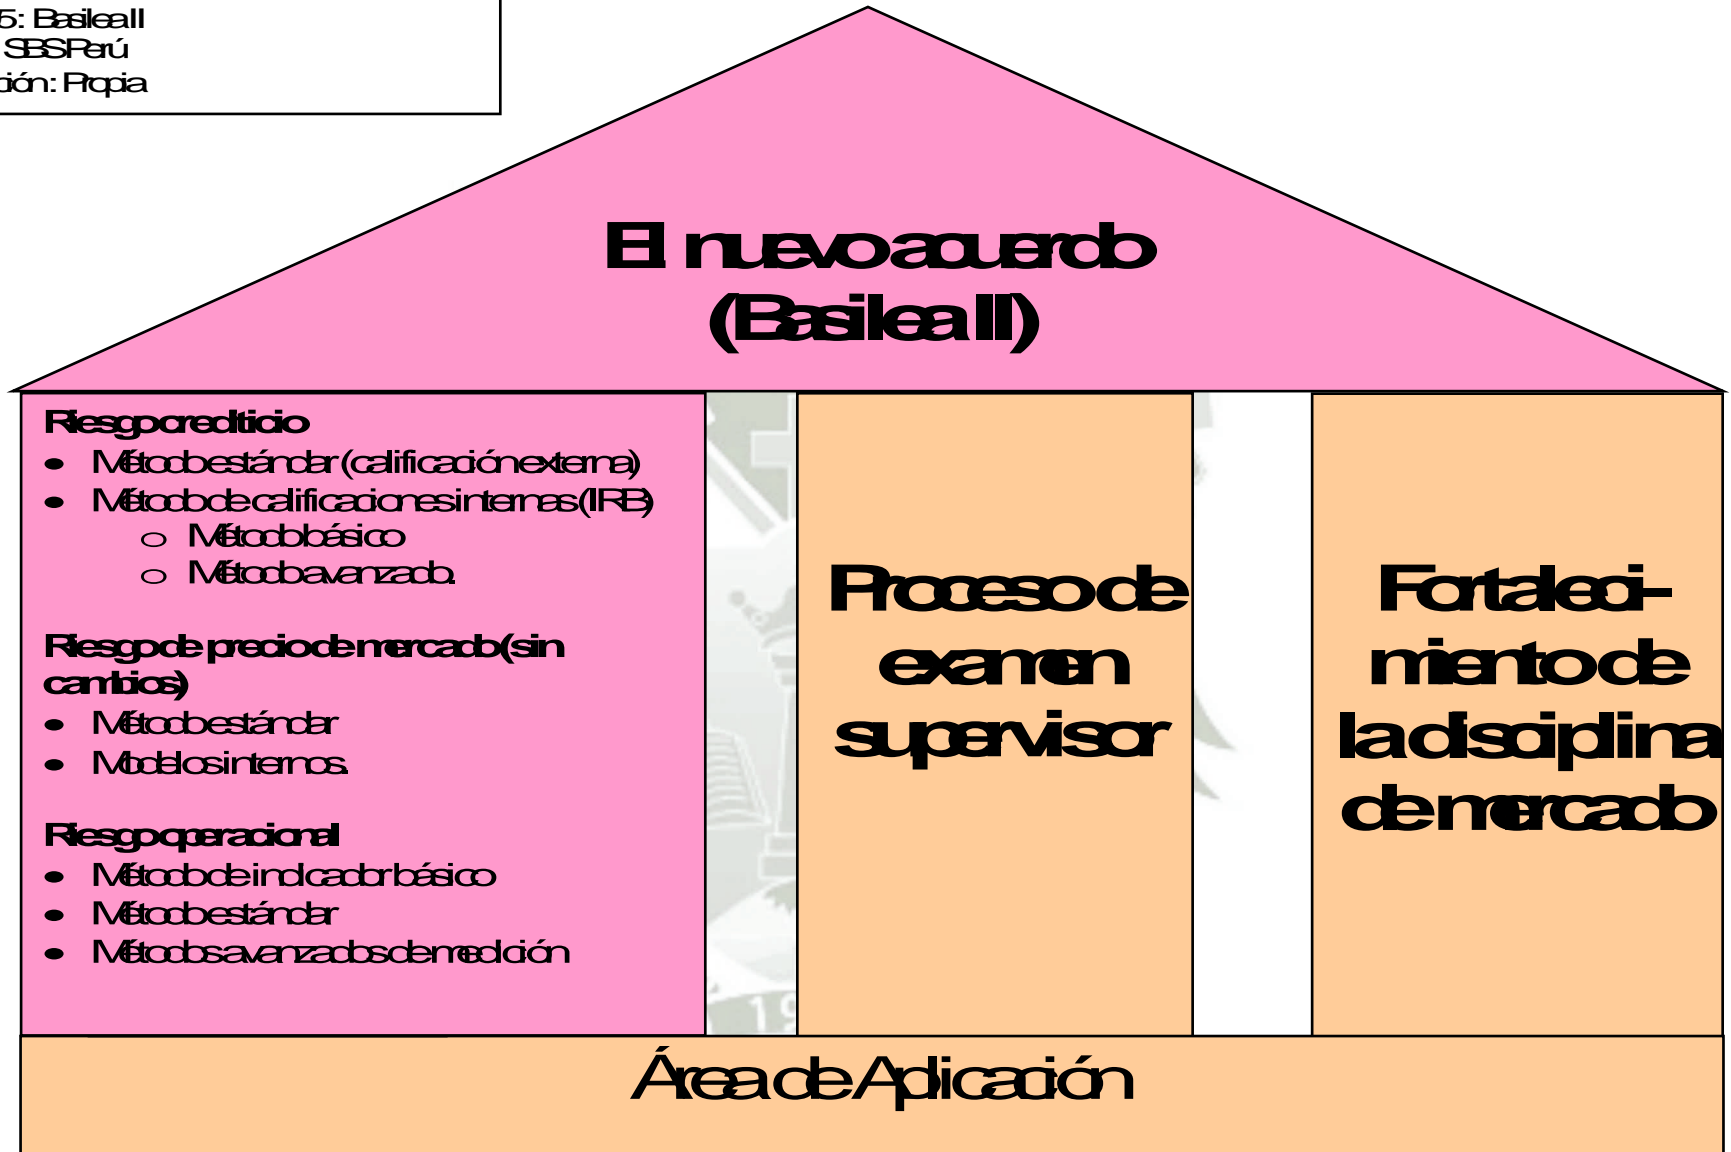 5: Basilea II
SBS Perú
ción: Propia
El nuevo acuerdo
(Basilea II)
Riesgo crediticio
• Método estándar (calificación externa)
• Método de calificaciones internas (IRB)
o Método básico
o Método avanzado.
Riesgo de precio de mercado (sin
cambios)
• Método estándar
• Modelos internos.
Riesgo operacional
• Método de indicador básico
• Método estándar
• Métodos avanzados de medición
Proceso de
examen
supervisor
Fortaleci-
miento de
la disciplina
de mercado
Área de Aplicación